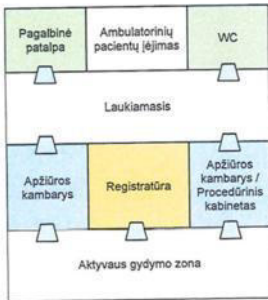 Pagalbinė
patalpa
Ambulatorinių
pacientų įėjimas
WC
Laukiamasis
Apžiūros
kambarys
Registratūra
Apžiūros
kambarys /
Procedūrinis
kabinetas
Aktyvaus gydymo zona